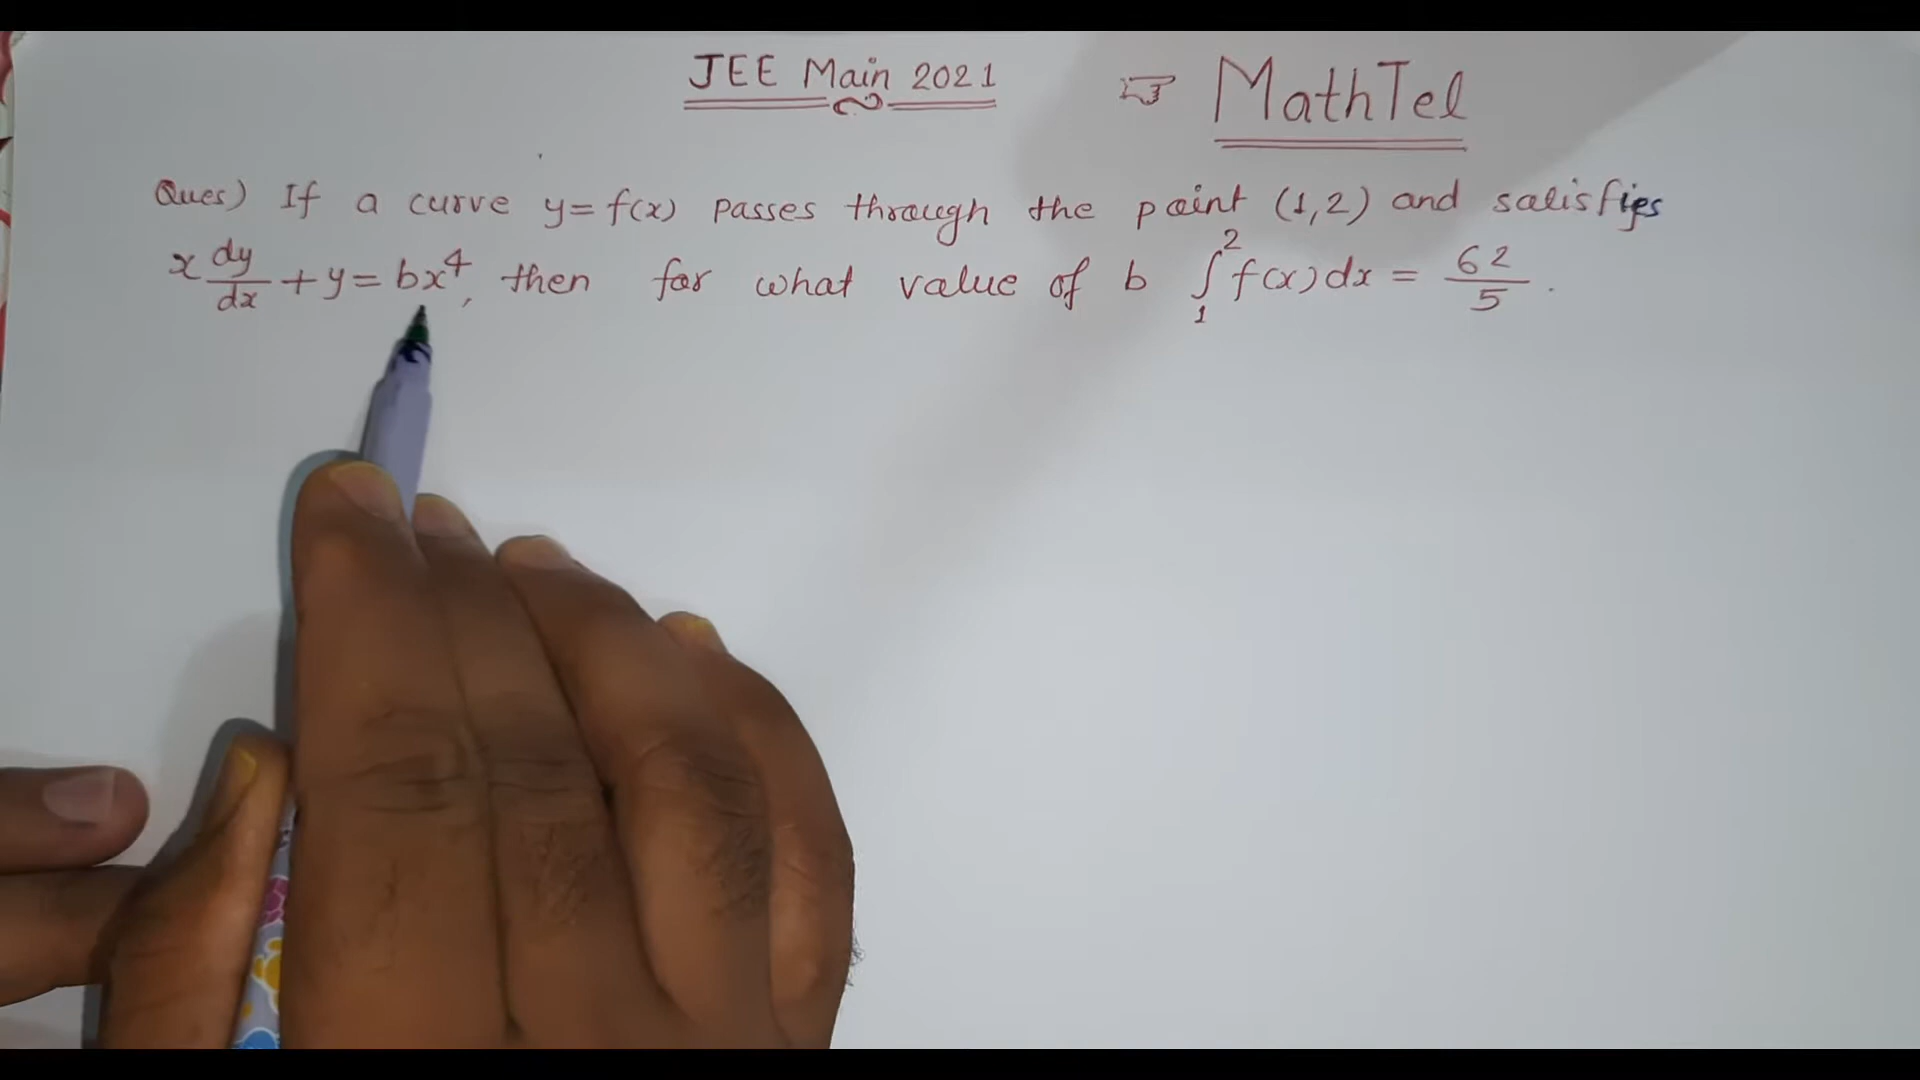 JEE Main 2021
☞ MathTel
Ques) If a curve y=f(x) passes through the point (1,2) and satisfies
x dy/dx + y = bx⁴, then for what value of b ∫₁² f(x)dx = 62/5 .